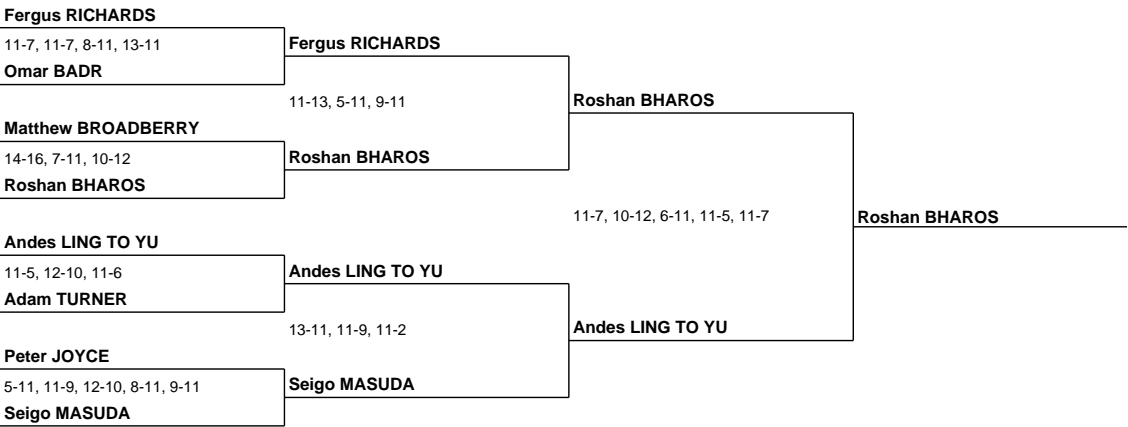 Fergus RICHARDS
11-7, 11-7, 8-11, 13-11
Omar BADR
Matthew BROADBERRY
14-16, 7-11, 10-12
Roshan BHAROS
Andes LING TO YU
11-5, 12-10, 11-6
Adam TURNER
Peter JOYCE
5-11, 11-9, 12-10, 8-11, 9-11
Seigo MASUDA
Fergus RICHARDS
11-13, 5-11, 9-11
Roshan BHAROS
Andes LING TO YU
13-11, 11-9, 11-2
Seigo MASUDA
Roshan BHAROS
11-7, 10-12, 6-11, 11-5, 11-7
Andes LING TO YU
Roshan BHAROS